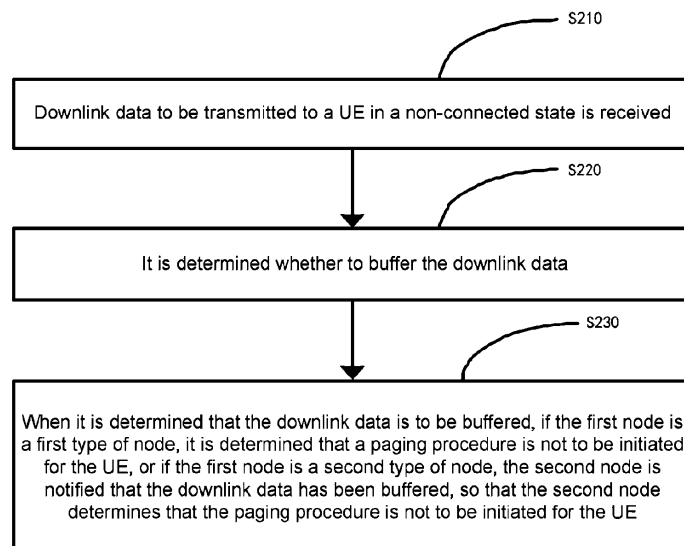 S210
Downlink data to be transmitted to a UE in a non-connected state is received
S220
It is determined whether to buffer the downlink data
S230
When it is determined that the downlink data is to be buffered, if the first node is
a first type of node, it is determined that a paging procedure is not to be initiated
for the UE, or if the first node is a second type of node, the second node is
notified that the downlink data has been buffered, so that the second node
determines that the paging procedure is not to be initiated for the UE